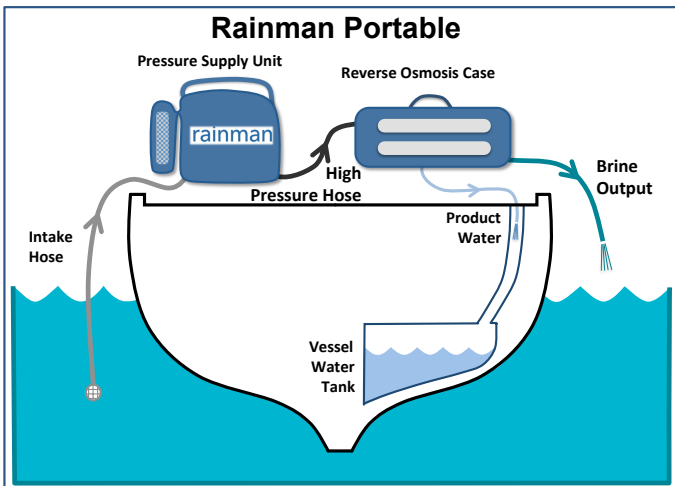 Rainman Portable
Pressure Supply Unit
Reverse Osmosis Case
rainman
High
Pressure Hose
Brine
Output
Intake
Hose
Product
Water
Vessel
Water
Tank